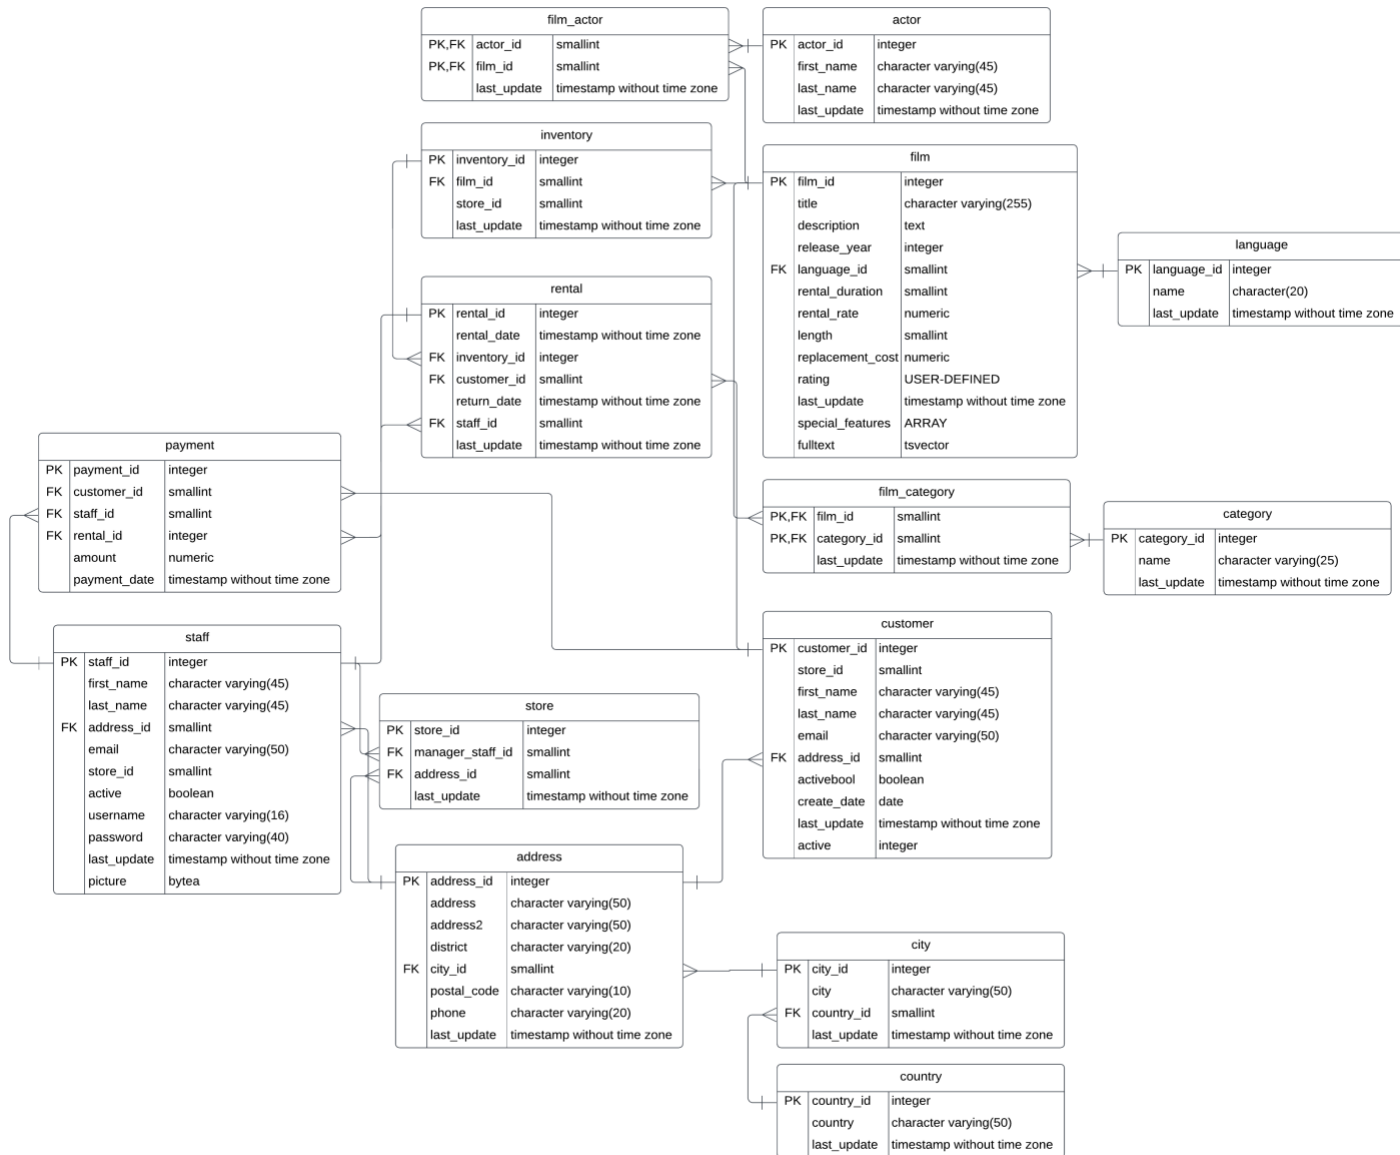 film_actor
PK,FK actor_id smallint
PK,FK film_id smallint
last_update timestamp without time zone
actor
PK actor_id integer
first_name character varying(45)
last_name character varying(45)
last_update timestamp without time zone
inventory
PK inventory_id integer
FK film_id smallint
store_id smallint
last_update timestamp without time zone
film
PK film_id integer
title character varying(255)
description text
release_year integer
FK language_id smallint
rental_duration smallint
rental_rate numeric
length smallint
replacement_cost numeric
rating USER-DEFINED
last_update timestamp without time zone
special_features ARRAY
fulltext tsvector
language
PK language_id integer
name character(20)
last_update timestamp without time zone
rental
PK rental_id integer
rental_date timestamp without time zone
FK inventory_id integer
FK customer_id smallint
return_date timestamp without time zone
FK staff_id smallint
last_update timestamp without time zone
payment
PK payment_id integer
FK customer_id smallint
FK staff_id smallint
FK rental_id integer
amount numeric
payment_date timestamp without time zone
film_category
PK,FK film_id smallint
PK,FK category_id smallint
last_update timestamp without time zone
category
PK category_id integer
name character varying(25)
last_update timestamp without time zone
staff
PK staff_id integer
first_name character varying(45)
last_name character varying(45)
FK address_id smallint
email character varying(50)
store_id smallint
active boolean
username character varying(16)
password character varying(40)
last_update timestamp without time zone
picture bytea
store
PK store_id integer
FK manager_staff_id smallint
FK address_id smallint
last_update timestamp without time zone
customer
PK customer_id integer
store_id smallint
first_name character varying(45)
last_name character varying(45)
email character varying(50)
FK address_id smallint
activebool boolean
create_date date
last_update timestamp without time zone
active integer
address
PK address_id integer
address character varying(50)
address2 character varying(50)
district character varying(20)
FK city_id smallint
postal_code character varying(10)
phone character varying(20)
last_update timestamp without time zone
city
PK city_id integer
city character varying(50)
FK country_id smallint
last_update timestamp without time zone
country
PK country_id integer
country character varying(50)
last_update timestamp without time zone